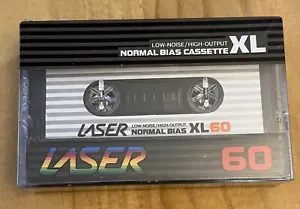 LOW-NOISE/HIGH-OUTPUT XL
NORMAL BIAS CASSETTE
LOW-NOISE/HIGH-OUTPUT
LASER NORMAL BIAS XL60
LASER 60